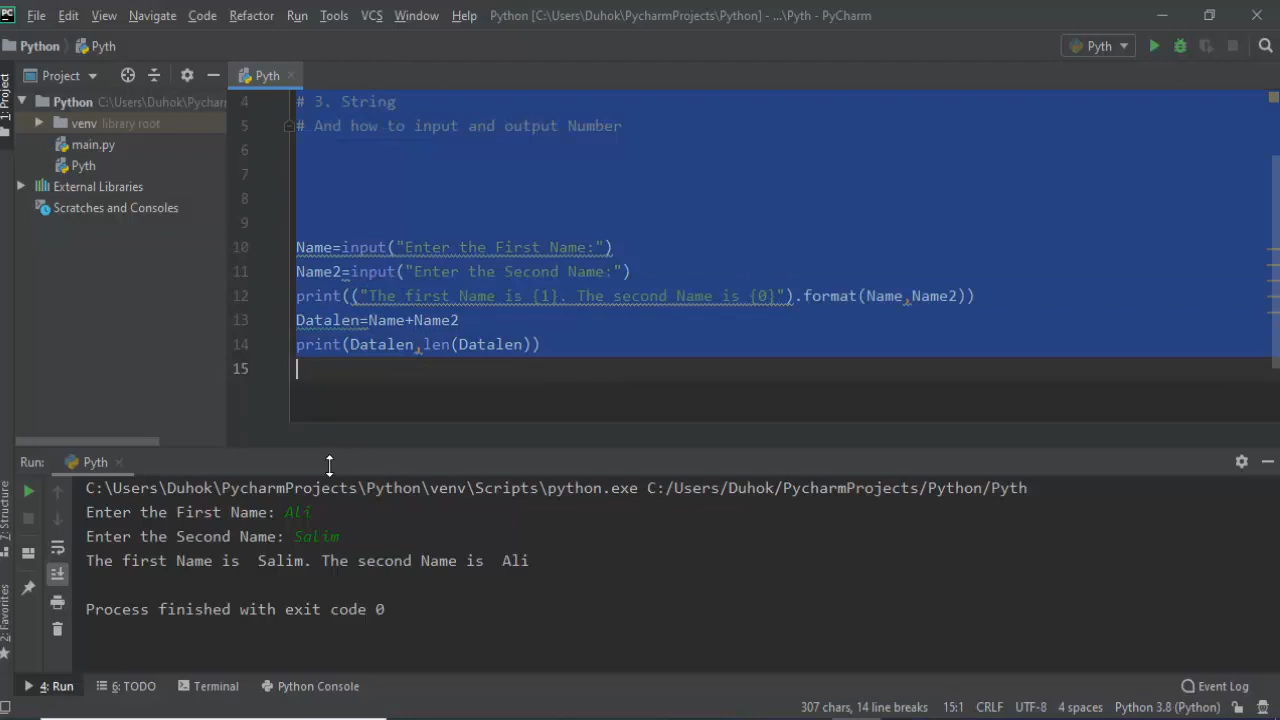 File Edit View Navigate Code Refactor Run Tools VCS Window Help Python [C:\Users\Duhok\PycharmProjects\Python] - ...\Pyth - PyCharm
Python Pyth Pyth
1: Project Project Pyth
Python C:\Users\Duhok\Pycharm
venv library root
main.py
Pyth
External Libraries
Scratches and Consoles
4 # 3. String
5 # And how to input and output Number
6
7
8
9
10 Name=input("Enter the First Name:")
11 Name2=input("Enter the Second Name:")
12 print(("The first Name is {1}. The second Name is {0}").format(Name,Name2))
13 Datalen=Name+Name2
14 print(Datalen,len(Datalen))
15
Run: Pyth
C:\Users\Duhok\PycharmProjects\Python\venv\Scripts\python.exe C:/Users/Duhok/PycharmProjects/Python/Pyth
Enter the First Name: Ali
Enter the Second Name: Salim
The first Name is  Salim. The second Name is  Ali
Process finished with exit code 0
7: Structure
2: Favorites
4: Run 6: TODO Terminal Python Console Event Log
307 chars, 14 line breaks 15:1 CRLF UTF-8 4 spaces Python 3.8 (Python)